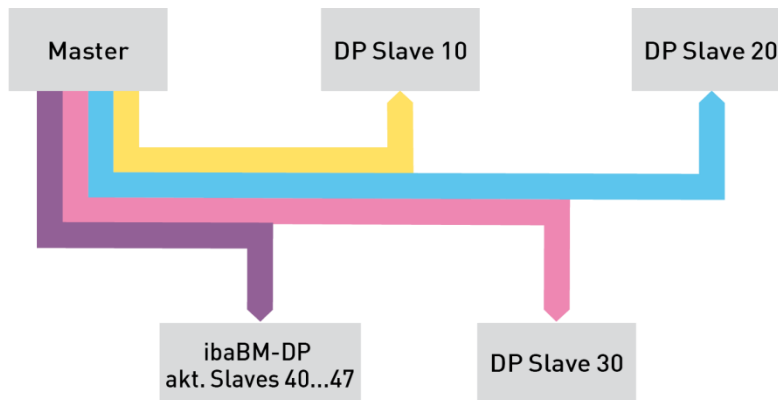 Master
DP Slave 10
DP Slave 20
ibaBM-DP
akt. Slaves 40...47
DP Slave 30